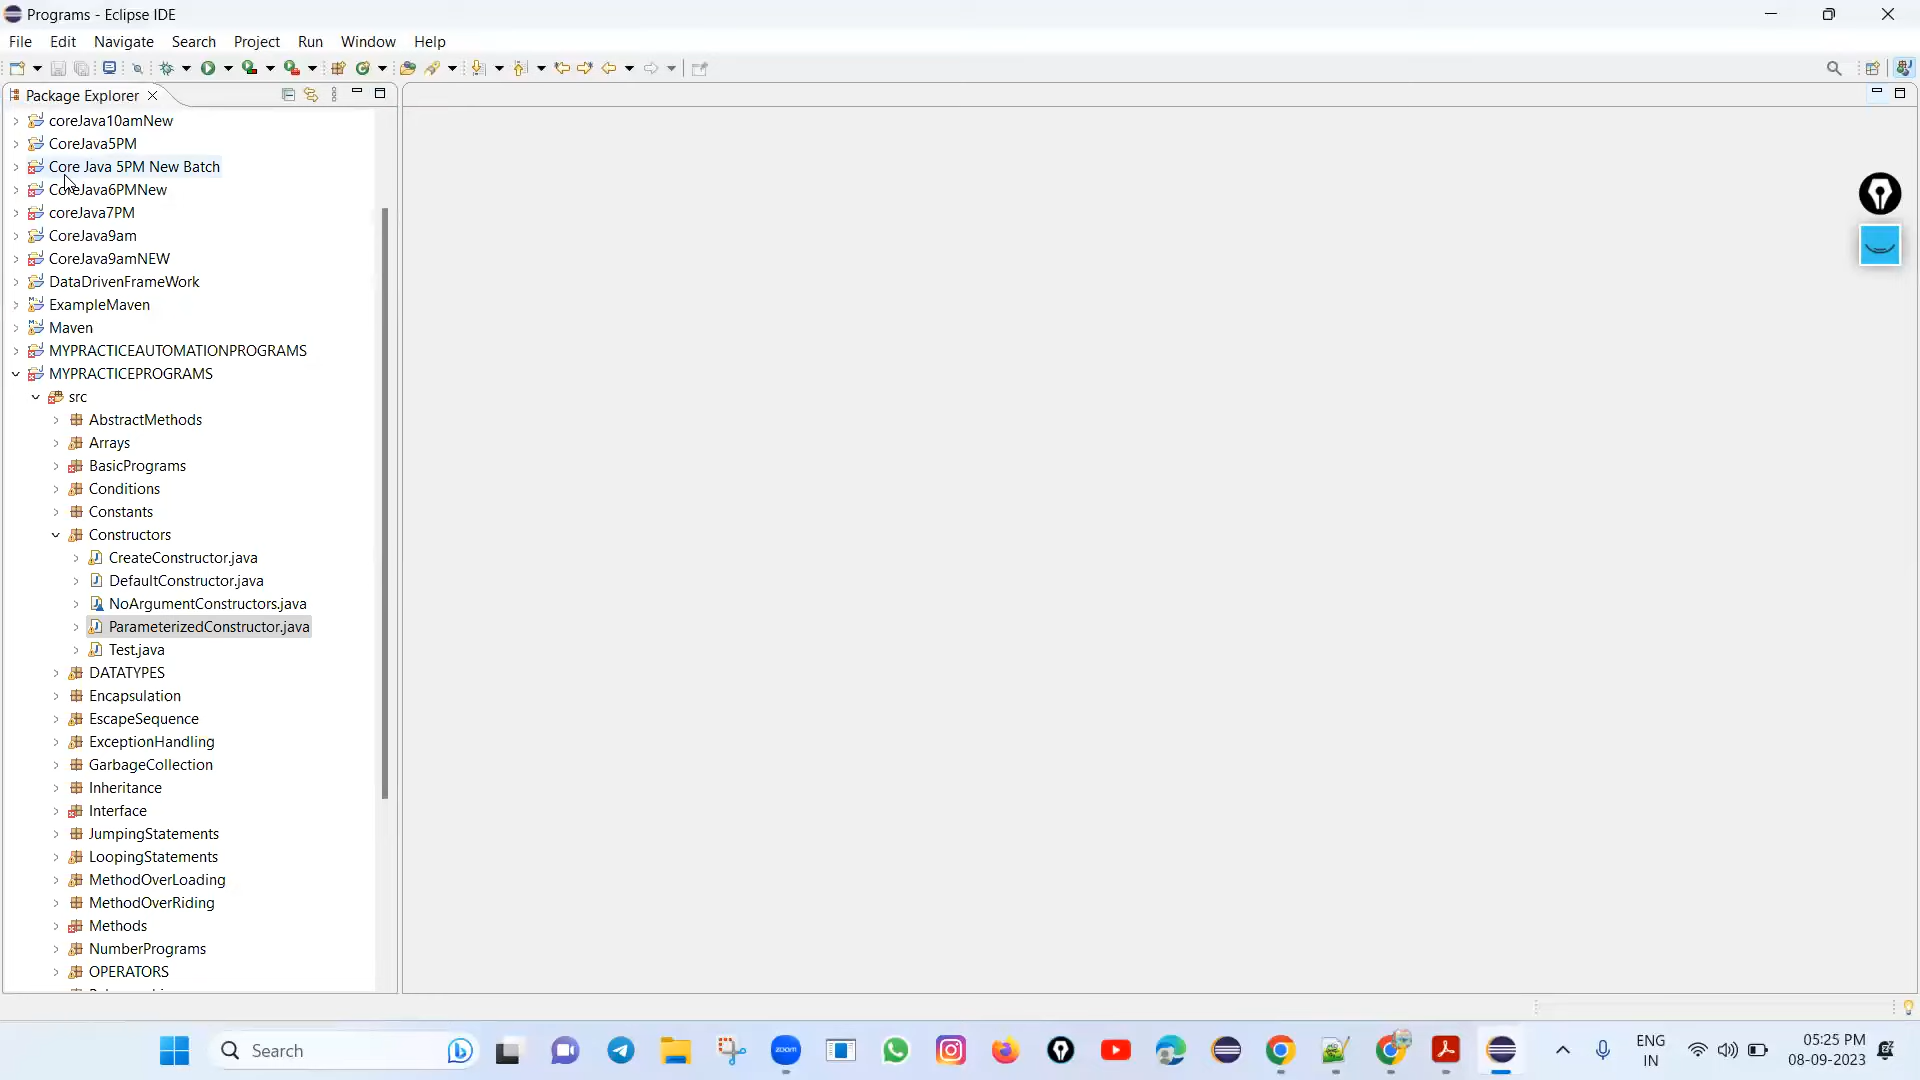 Programs - Eclipse IDE
File Edit Navigate Search Project Run Window Help
Package Explorer
coreJava10amNew
CoreJava5PM
Core Java 5PM New Batch
CoreJava6PMNew
coreJava7PM
CoreJava9am
CoreJava9amNEW
DataDrivenFrameWork
ExampleMaven
Maven
MYPRACTICEAUTOMATIONPROGRAMS
MYPRACTICEPROGRAMS
src
AbstractMethods
Arrays
BasicPrograms
Conditions
Constants
Constructors
CreateConstructor.java
DefaultConstructor.java
NoArgumentConstructors.java
ParameterizedConstructor.java
Test.java
DATATYPES
Encapsulation
EscapeSequence
ExceptionHandling
GarbageCollection
Inheritance
Interface
JumpingStatements
LoopingStatements
MethodOverLoading
MethodOverRiding
Methods
NumberPrograms
OPERATORS
Search
zoom
ENG
IN
05:25 PM
08-09-2023